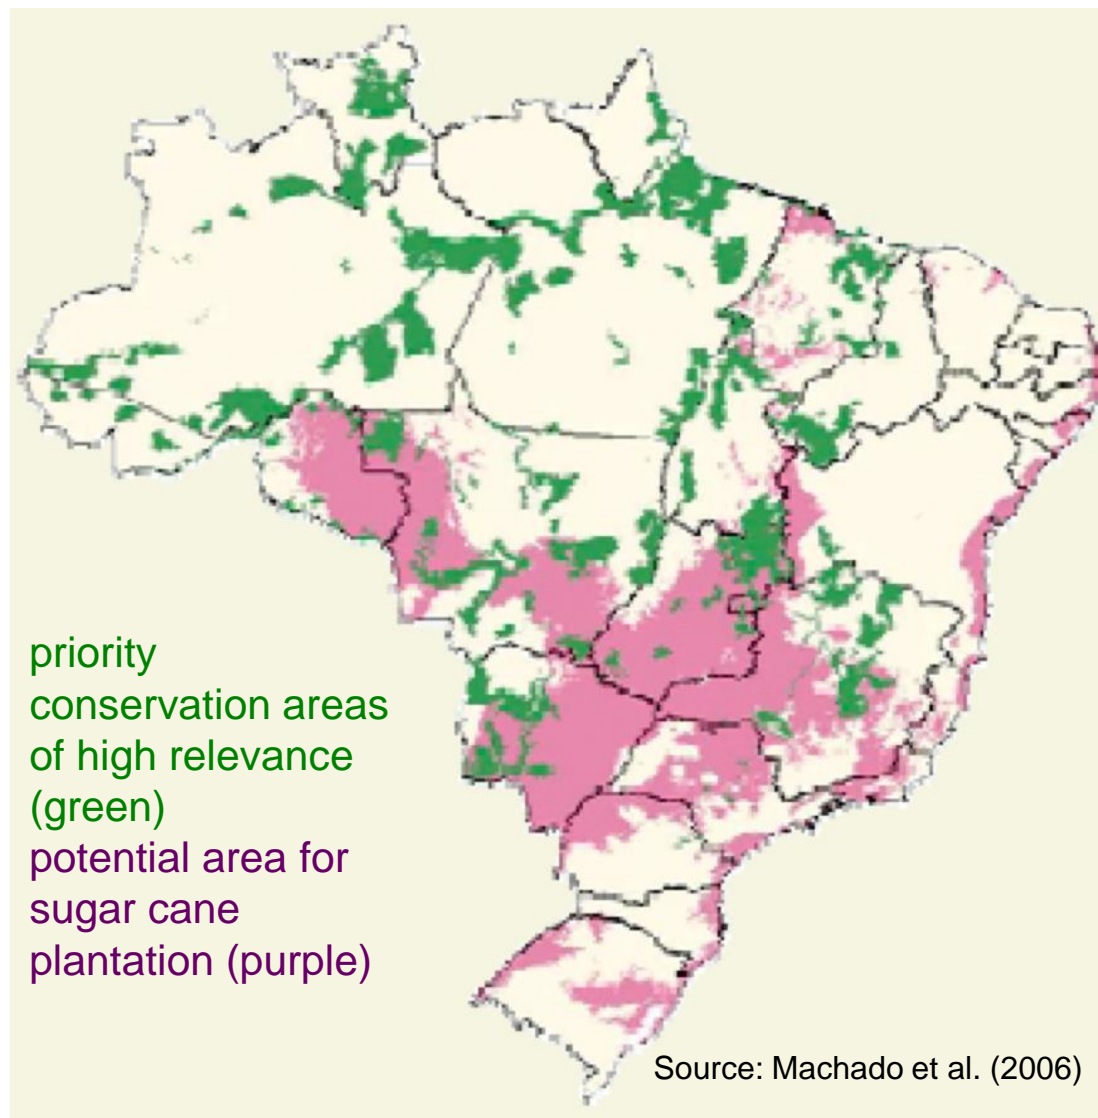 priority
conservation areas
of high relevance
(green)
potential area for
sugar cane
plantation (purple)
Source: Machado et al. (2006)